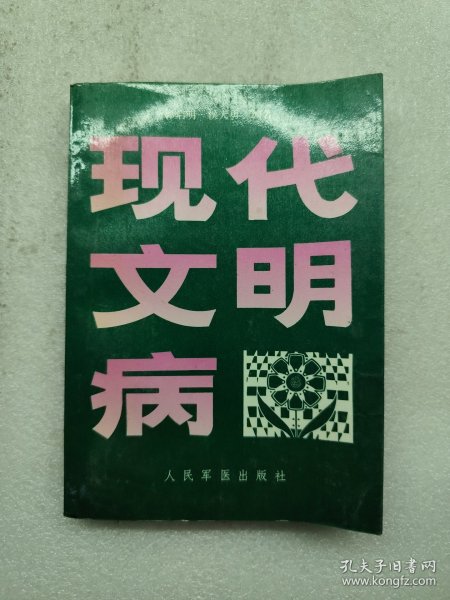 现代
文明
病
人民军医出版社
孔夫子旧书网
www.kongfz.com